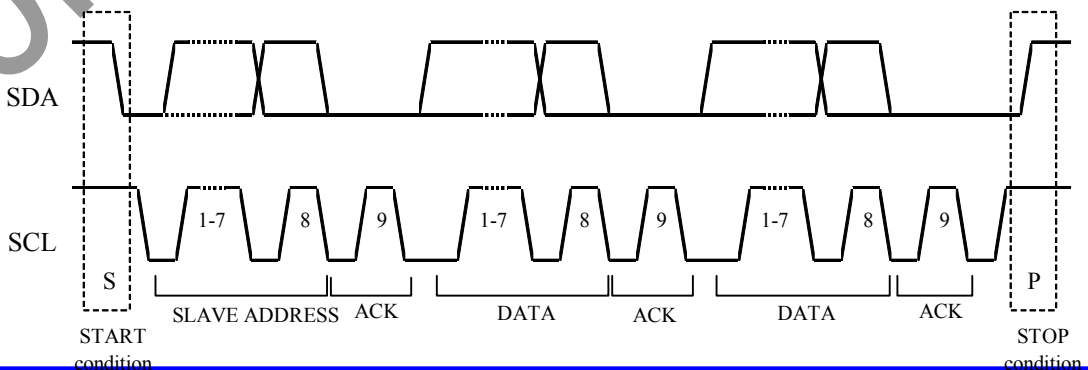 SDA
SCL
1-7 8 9 1-7 8 9 1-7 8 9
S P
SLAVE ADDRESS ACK DATA ACK DATA ACK
START condition
STOP condition